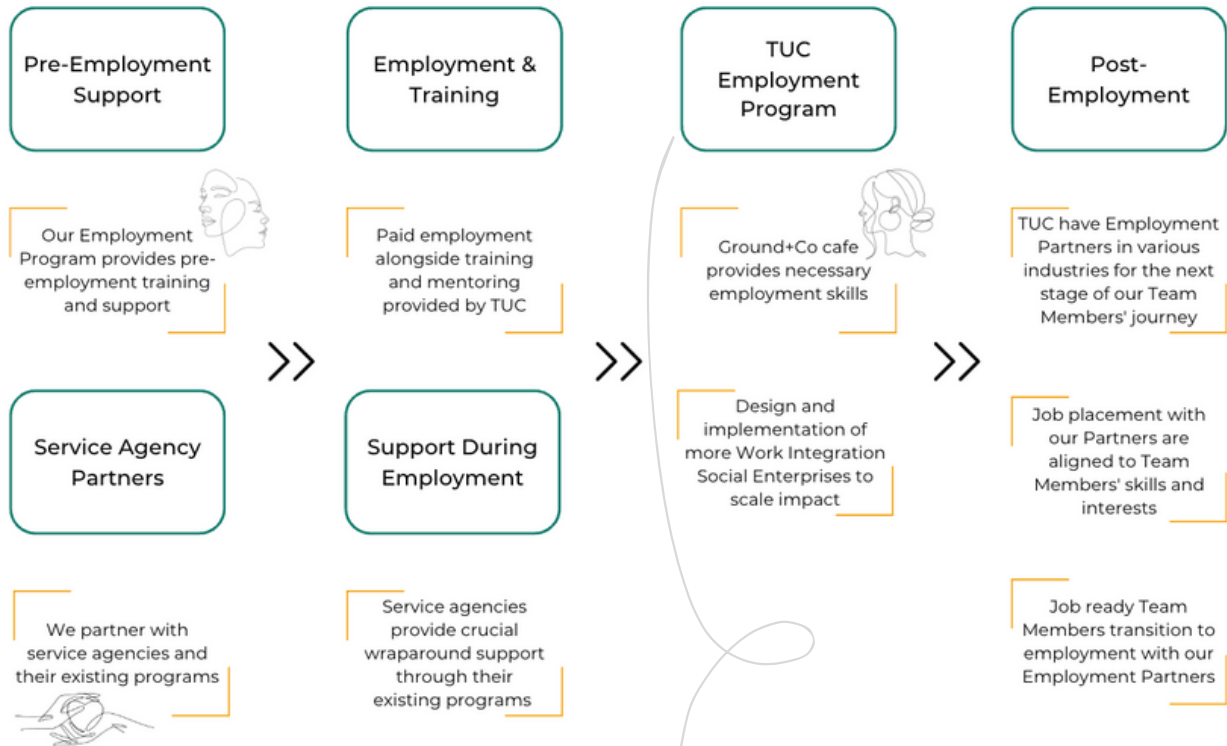 Pre-Employment
Support
Our Employment
Program provides pre-
employment training
and support
Service Agency
Partners
We partner with
service agencies and
their existing programs
Employment &
Training
Paid employment
alongside training
and mentoring
provided by TUC
Support During
Employment
Service agencies
provide crucial
wraparound support
through their
existing programs
TUC
Employment
Program
Ground+Co cafe
provides necessary
employment skills
Design and
implementation of
more Work Integration
Social Enterprises to
scale impact
Post-
Employment
TUC have Employment
Partners in various
industries for the next
stage of our Team
Members' journey
Job placement with
our Partners are
aligned to Team
Members' skills and
interests
Job ready Team
Members transition to
employment with our
Employment Partners